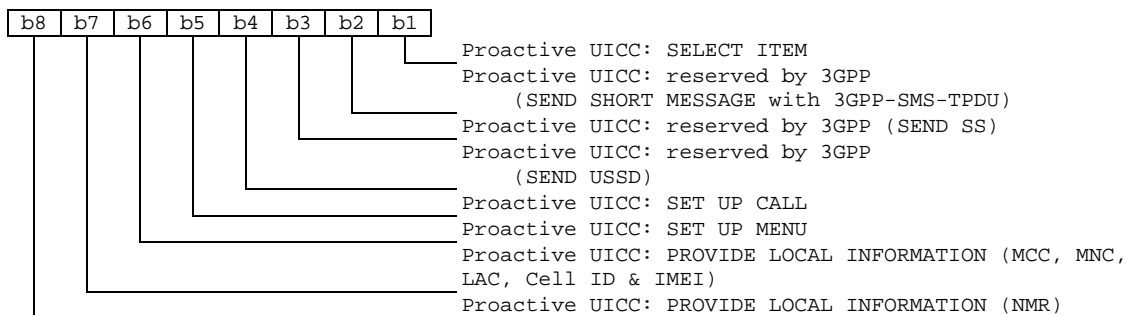 b8 b7 b6 b5 b4 b3 b2 b1
Proactive UICC: SELECT ITEM
Proactive UICC: reserved by 3GPP
(SEND SHORT MESSAGE with 3GPP-SMS-TPDU)
Proactive UICC: reserved by 3GPP (SEND SS)
Proactive UICC: reserved by 3GPP
(SEND USSD)
Proactive UICC: SET UP CALL
Proactive UICC: SET UP MENU
Proactive UICC: PROVIDE LOCAL INFORMATION (MCC, MNC,
LAC, Cell ID & IMEI)
Proactive UICC: PROVIDE LOCAL INFORMATION (NMR)